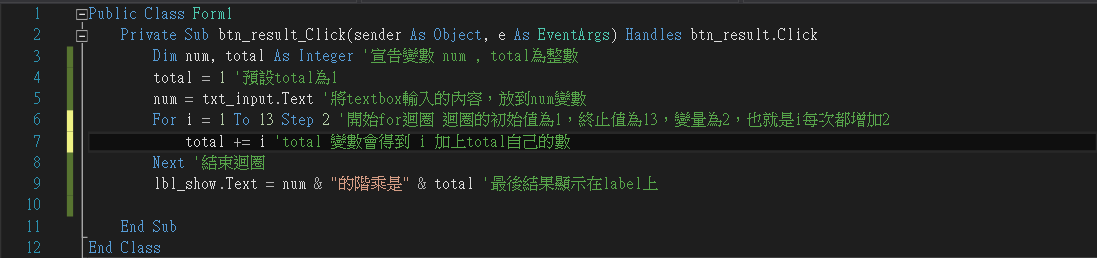 1 Public Class Form1
2 Private Sub btn_result_Click(sender As Object, e As EventArgs) Handles btn_result.Click
3 Dim num, total As Integer '宣告變數 num , total為整數
4 total = 1 '預設total為1
5 num = txt_input.Text '將textbox輸入的內容，放到num變數
6 For i = 1 To 13 Step 2 '開始for迴圈 迴圈的初始值為1，終止值為13，變量為2，也就是i每次都增加2
7 total += i 'total 變數會得到 i 加上total自己的數
8 Next '結束迴圈
9 lbl_show.Text = num & "的階乘是" & total '最後結果顯示在label上
10
11 End Sub
12 End Class